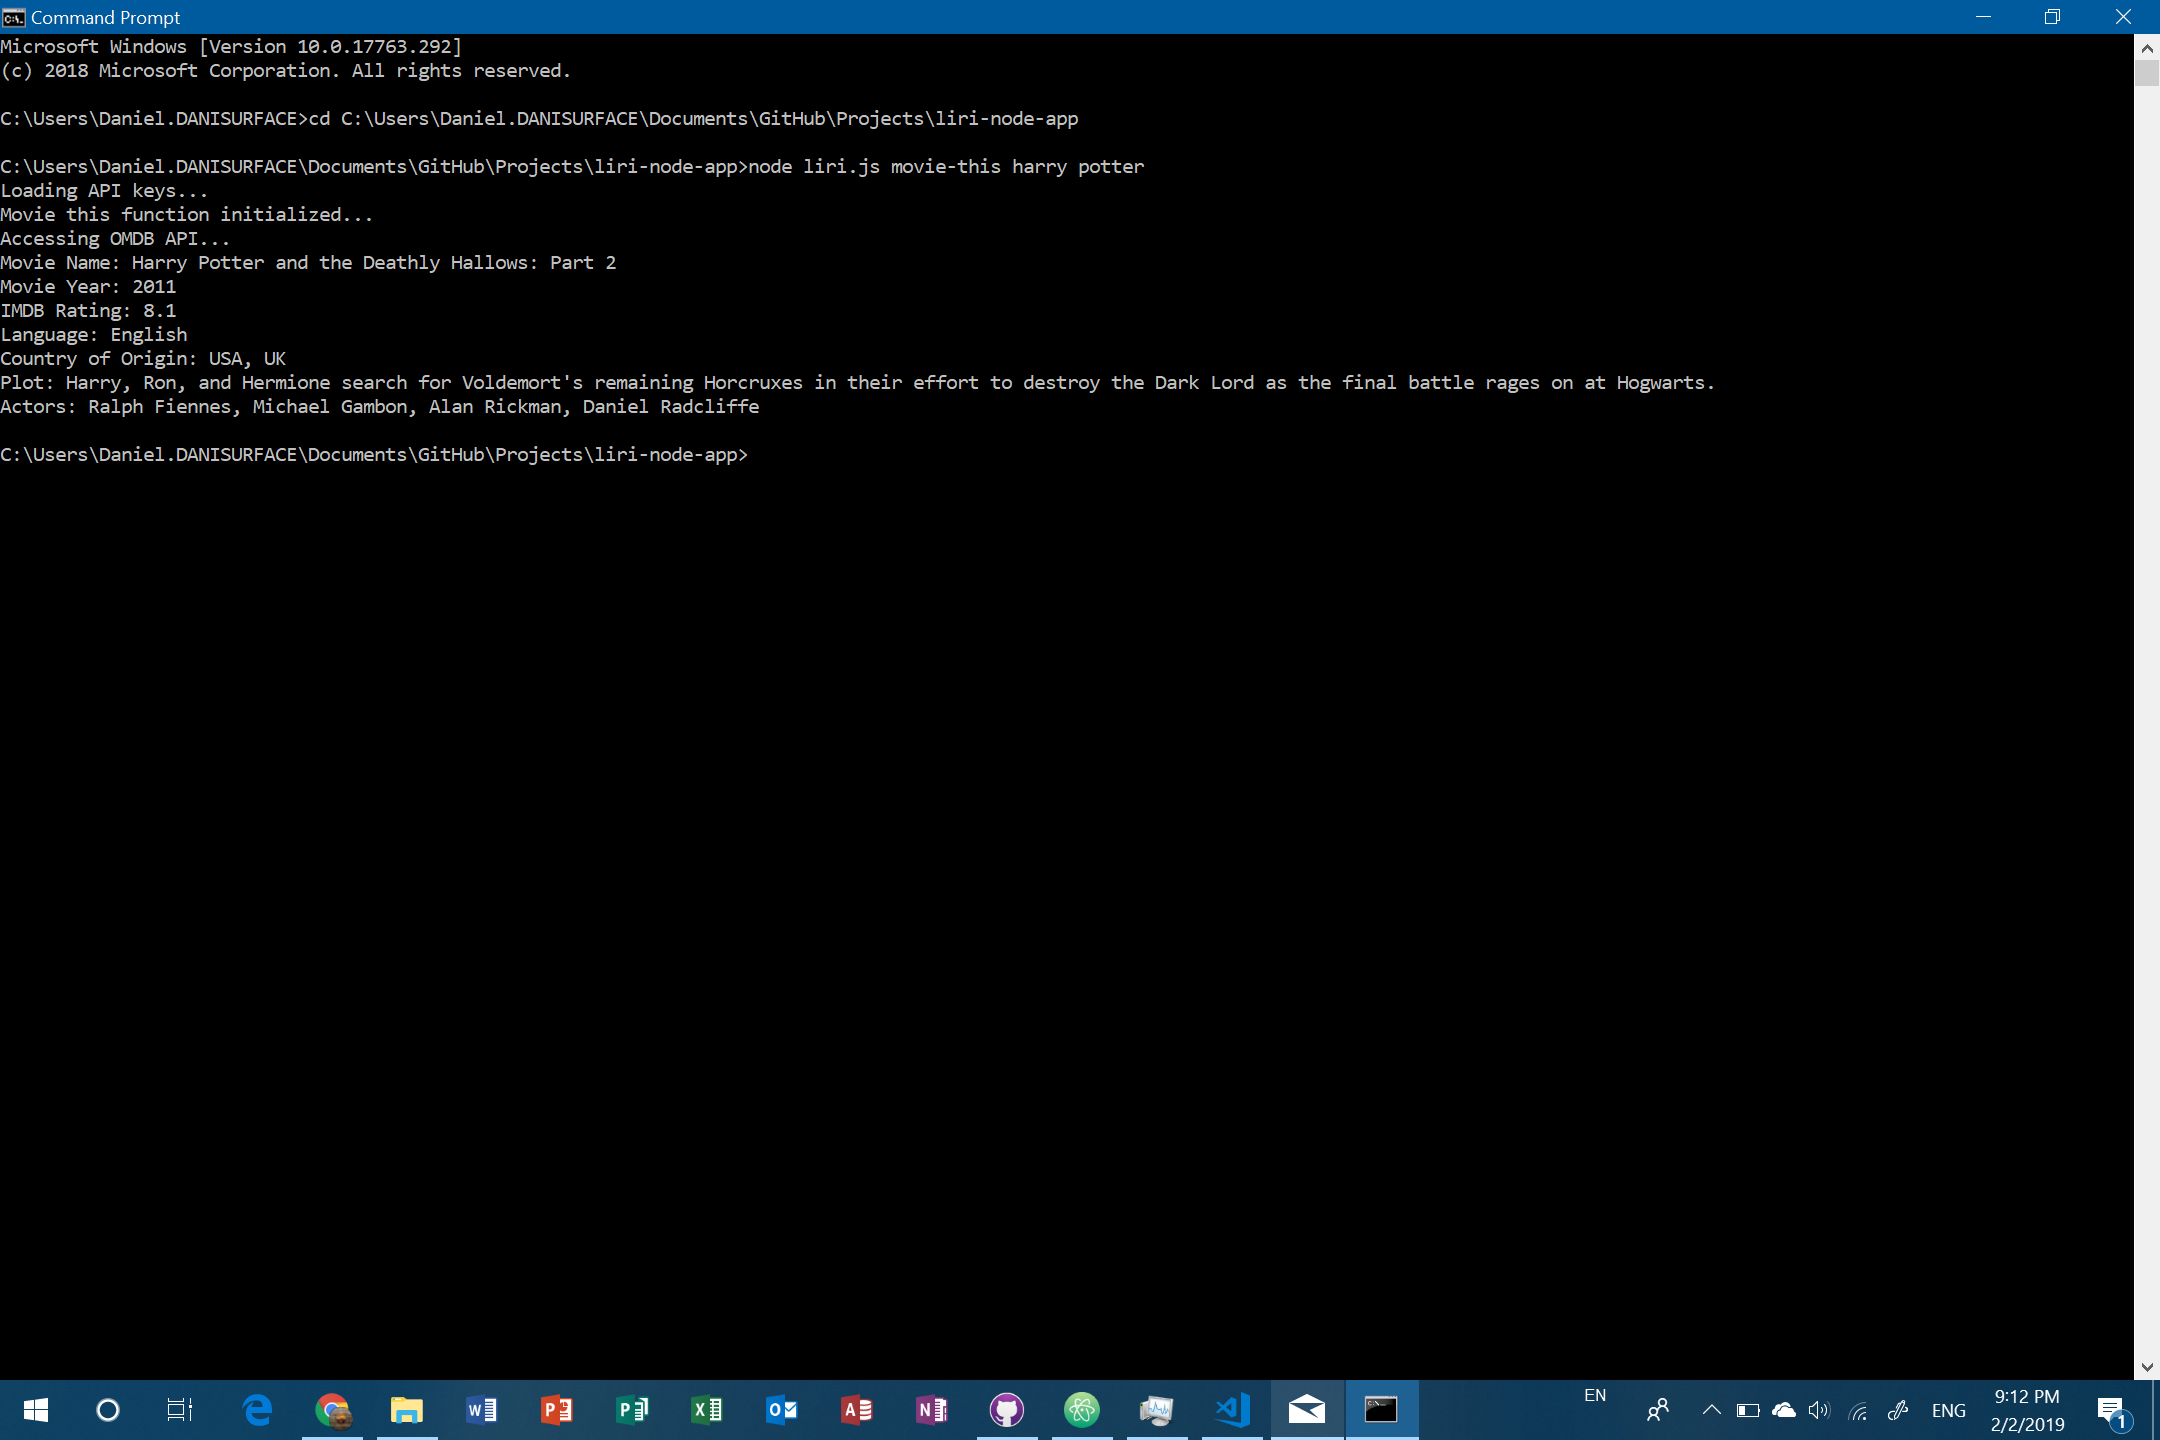 Command Prompt
Microsoft Windows [Version 10.0.17763.292]
(c) 2018 Microsoft Corporation. All rights reserved.
C:\Users\Daniel.DANISURFACE>cd C:\Users\Daniel.DANISURFACE\Documents\GitHub\Projects\liri-node-app
C:\Users\Daniel.DANISURFACE\Documents\GitHub\Projects\liri-node-app>node liri.js movie-this harry potter
Loading API keys...
Movie this function initialized...
Accessing OMDB API...
Movie Name: Harry Potter and the Deathly Hallows: Part 2
Movie Year: 2011
IMDB Rating: 8.1
Language: English
Country of Origin: USA, UK
Plot: Harry, Ron, and Hermione search for Voldemort's remaining Horcruxes in their effort to destroy the Dark Lord as the final battle rages on at Hogwarts.
Actors: Ralph Fiennes, Michael Gambon, Alan Rickman, Daniel Radcliffe
C:\Users\Daniel.DANISURFACE\Documents\GitHub\Projects\liri-node-app>
EN
ENG
9:12 PM
2/2/2019
1